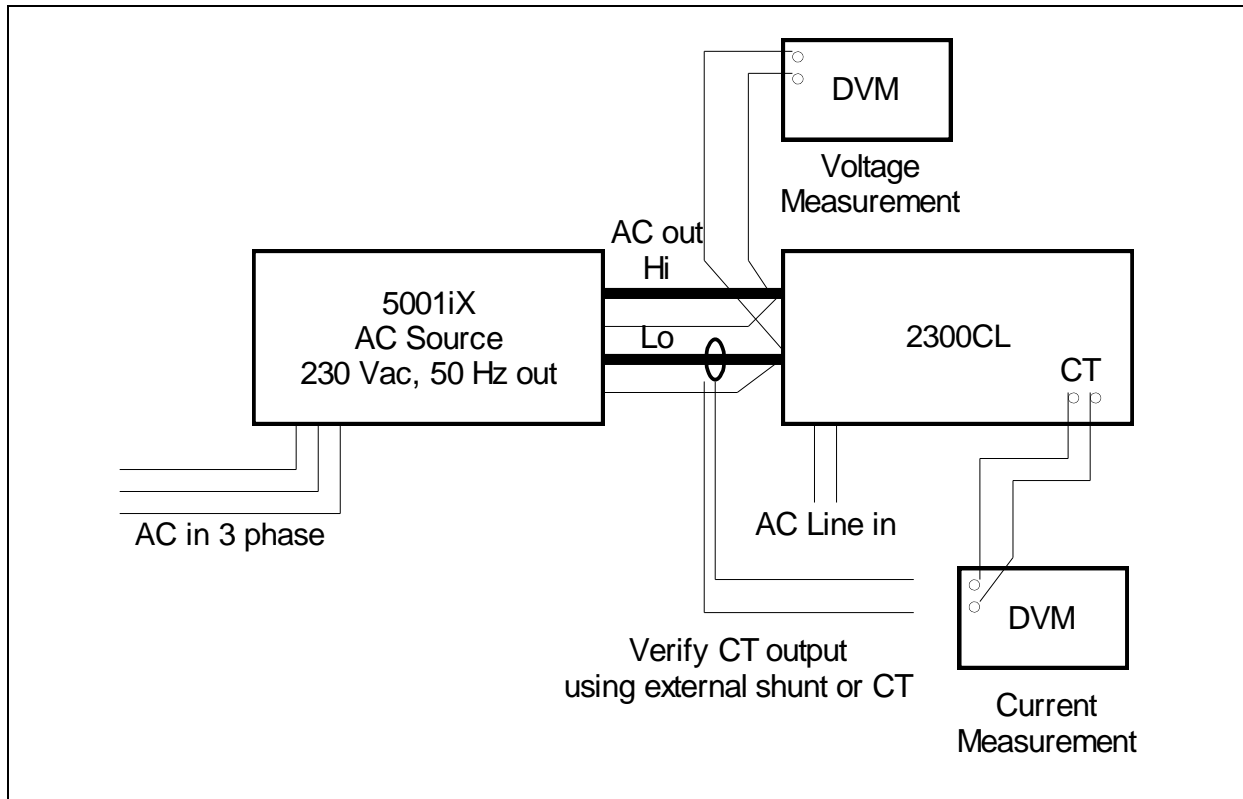 DVM
Voltage
Measurement
AC out
Hi
5001iX
AC Source
230 Vac, 50 Hz out
Lo
2300CL
CT
AC in 3 phase
AC Line in
DVM
Verify CT output
using external shunt or CT
Current
Measurement